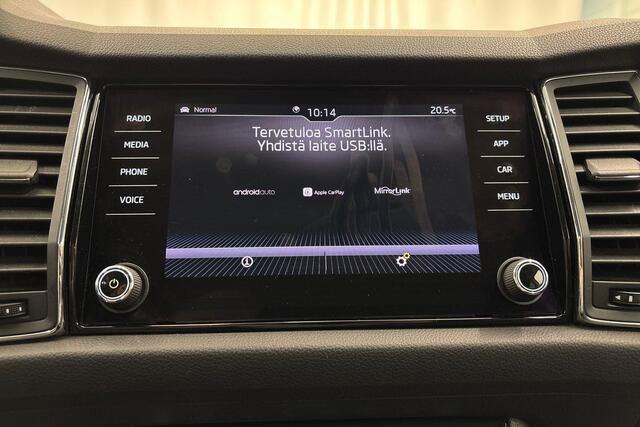 Normal
10:14
20.5°C
Tervetuloa SmartLink.
Yhdistä laite USB:llä.
androidauto
Apple CarPlay
MirrorLink
RADIO
MEDIA
PHONE
VOICE
SETUP
APP
CAR
MENU